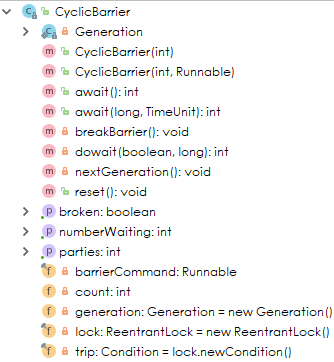 CyclicBarrier
Generation
CyclicBarrier(int)
CyclicBarrier(int, Runnable)
await(): int
await(long, TimeUnit): int
breakBarrier(): void
dowait(boolean, long): int
nextGeneration(): void
reset(): void
broken: boolean
numberWaiting: int
parties: int
barrierCommand: Runnable
count: int
generation: Generation = new Generation()
lock: ReentrantLock = new ReentrantLock()
trip: Condition = lock.newCondition()